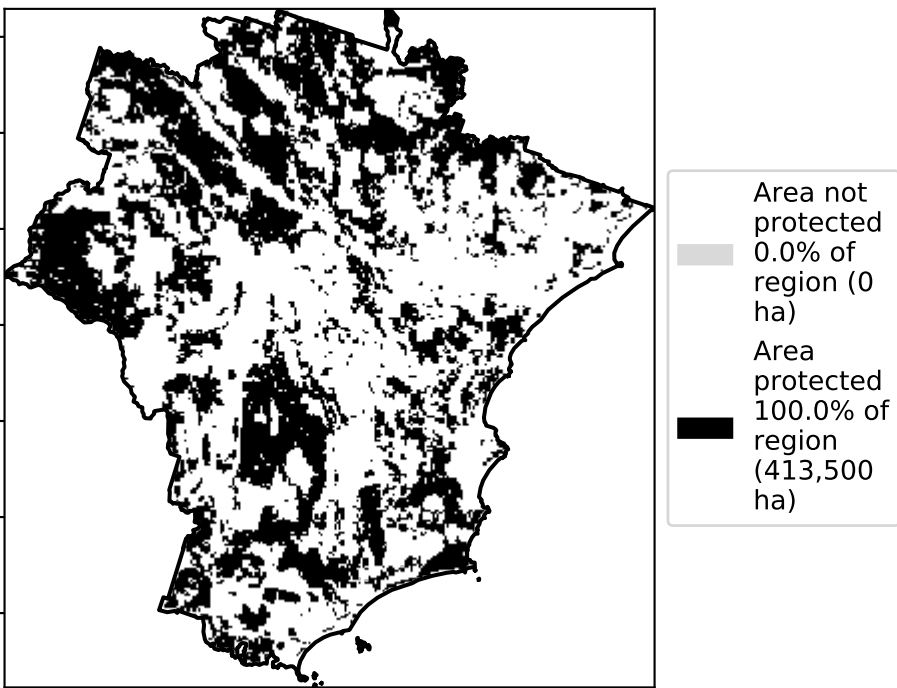 Area not
protected
0.0% of
region (0
ha)
Area
protected
100.0% of
region
(413,500
ha)